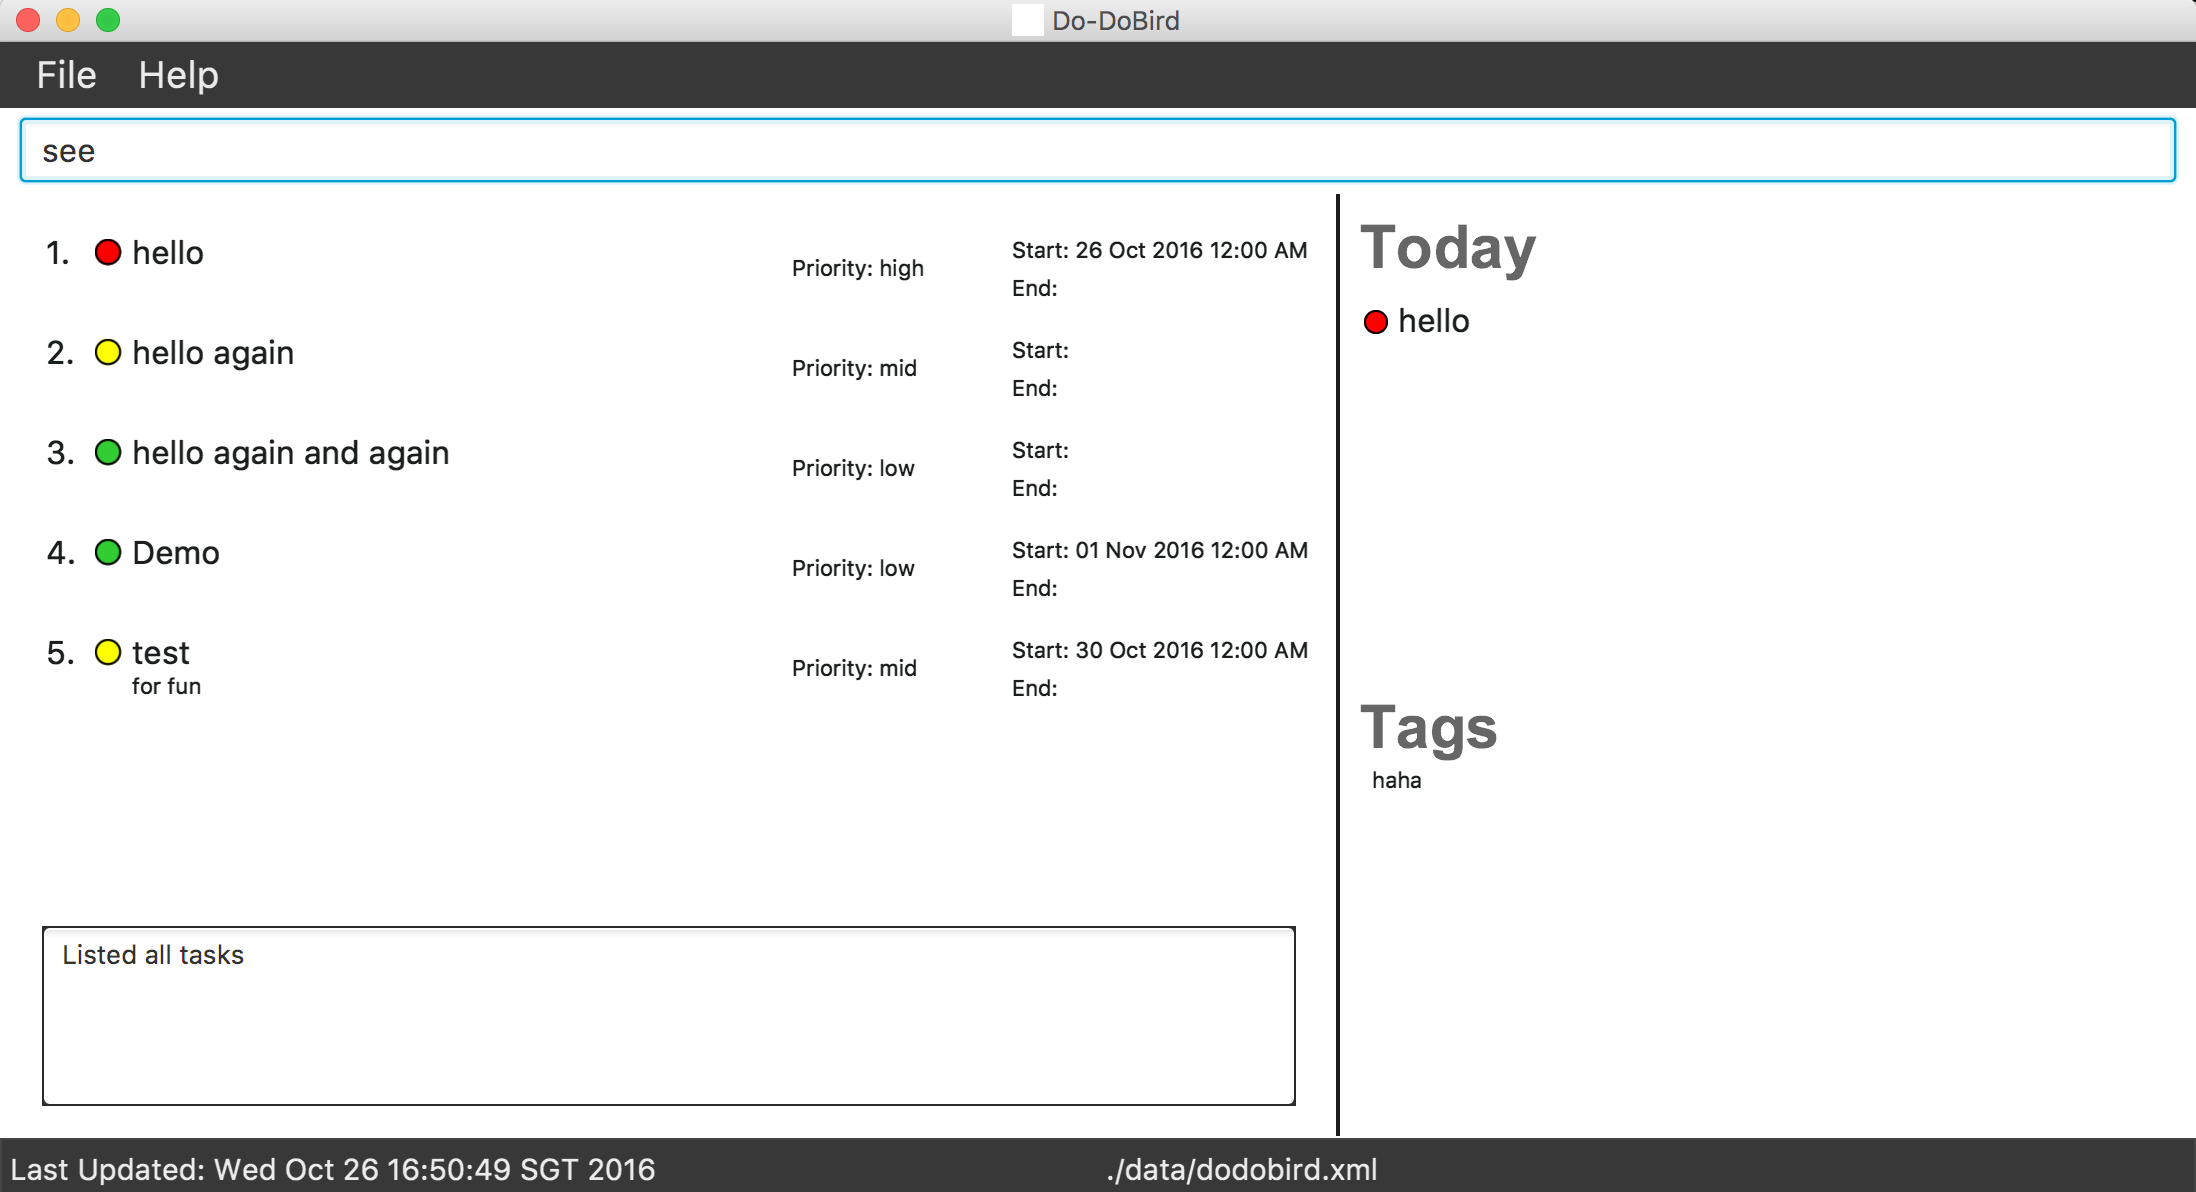 Do-DoBird
File Help
see
1. hello
Priority: high
Start: 26 Oct 2016 12:00 AM
End:
2. hello again
Priority: mid
Start:
End:
3. hello again and again
Priority: low
Start:
End:
4. Demo
Priority: low
Start: 01 Nov 2016 12:00 AM
End:
5. test
for fun
Priority: mid
Start: 30 Oct 2016 12:00 AM
End:
Listed all tasks
Today
hello
Tags
haha
Last Updated: Wed Oct 26 16:50:49 SGT 2016
./data/dodobird.xml